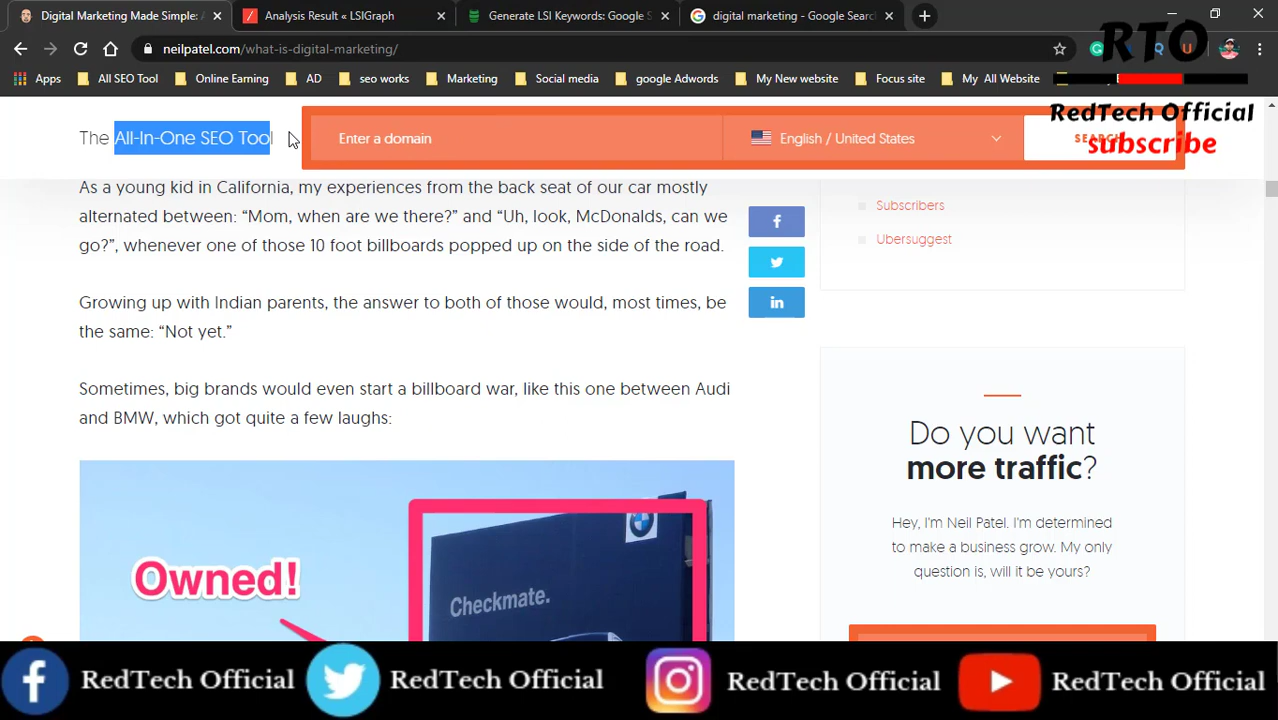 Digital Marketing Made Simple: A
Analysis Result « LSIGraph
Generate LSI Keywords: Google S
digital marketing - Google Search
neilpatel.com/what-is-digital-marketing/
Apps
All SEO Tool
Online Earning
AD
seo works
Marketing
Social media
google Adwords
My New website
Focus site
My All Website
RTO
RedTech Official
subscribe
The All-In-One SEO Tool
Enter a domain
English / United States
SEARCH
As a young kid in California, my experiences from the back seat of our car mostly
alternated between: “Mom, when are we there?” and “Uh, look, McDonalds, can we
go?”, whenever one of those 10 foot billboards popped up on the side of the road.
Growing up with Indian parents, the answer to both of those would, most times, be
the same: “Not yet.”
Sometimes, big brands would even start a billboard war, like this one between Audi
and BMW, which got quite a few laughs:
Owned!
Checkmate.
Subscribers
Ubersuggest
Do you want
more traffic?
Hey, I'm Neil Patel. I'm determined
to make a business grow. My only
question is, will it be yours?
RedTech Official
RedTech Official
RedTech Official
RedTech Official